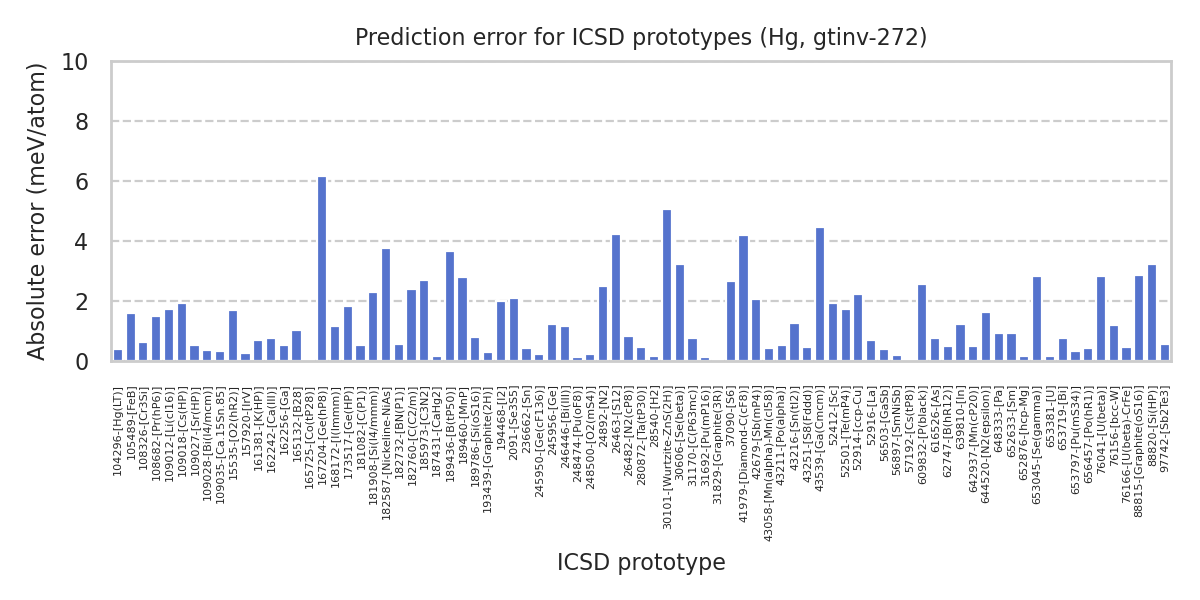 Prediction error for ICSD prototypes (Hg, gtinv-272)
Absolute error (meV/atom)
10
8
6
4
2
0
104296-[Hg(LT)]
105489-[FeB]
108326-[Cr3Si]
108682-[Pr(hP6)]
109012-[Li(cI16)]
109018-[Cs(HP)]
109027-[Sr(HP)]
109028-[Bi(I4/mcm)]
109035-[Ca.15Sn.85]
15535-[O2(hR2)]
157920-[IrV]
161381-[K(HP)]
162242-[Ca(III)]
162256-[Ga]
165132-[B28]
165725-[Co(tP28)]
167204-[Ge(hP8)]
168172-[I(Immm)]
173517-[Ge(HP)]
181082-[C(P1)]
181908-[Si(I4/mmm)]
182587-[Nickeline-NiAs]
182732-[BN(P1)]
182760-[C(C2/m)]
185973-[C3N2]
187431-[CaHg2]
189436-[B(tP50)]
189460-[MnP]
189786-[Si(oS16)]
193439-[Graphite(2H)]
194468-[I2]
2091-[Se3S5]
236662-[Sn]
245950-[Ge(cF136)]
245956-[Ge]
246446-[Bi(III)]
248474-[Pu(oF8)]
248500-[O2(mS4)]
24892-[N2]
26463-[S12]
26482-[N2(cP8)]
280872-[Ta(tP30)]
28540-[H2]
30101-[Wurtzite-ZnS(2H)]
30606-[Se(beta)]
31170-[C(P63mc)]
31692-[Pu(mP16)]
31829-[Graphite(3R)]
37090-[S6]
41979-[Diamond-C(cF8)]
42679-[Sb(mP4)]
43058-[Mn(alpha)-Mn(cI58)]
43211-[Po(alpha)]
43216-[Sn(tI2)]
43251-[S8(Fddd)]
43539-[Ga(Cmcm)]
52412-[Sc]
52501-[Te(mP4)]
52914-[ccp-Cu]
52916-[La]
56503-[GaSb]
56897-[SmNiSb]
57192-[Cs(tP8)]
609832-[P(black)]
616526-[As]
62747-[B(hR12)]
639810-[In]
642937-[Mn(cP20)]
644520-[N2(epsilon)]
648333-[Pa]
652633-[Sm]
652876-[hcp-Mg]
653045-[Se(gamma)]
653381-[U]
653719-[Bi]
653797-[Pu(mS34)]
656457-[Po(hR1)]
76041-[U(beta)]
76156-[bcc-W]
76166-[U(beta)-CrFe]
88815-[Graphite(oS16)]
88820-[Si(HP)]
97742-[Sb2Te3]
ICSD prototype